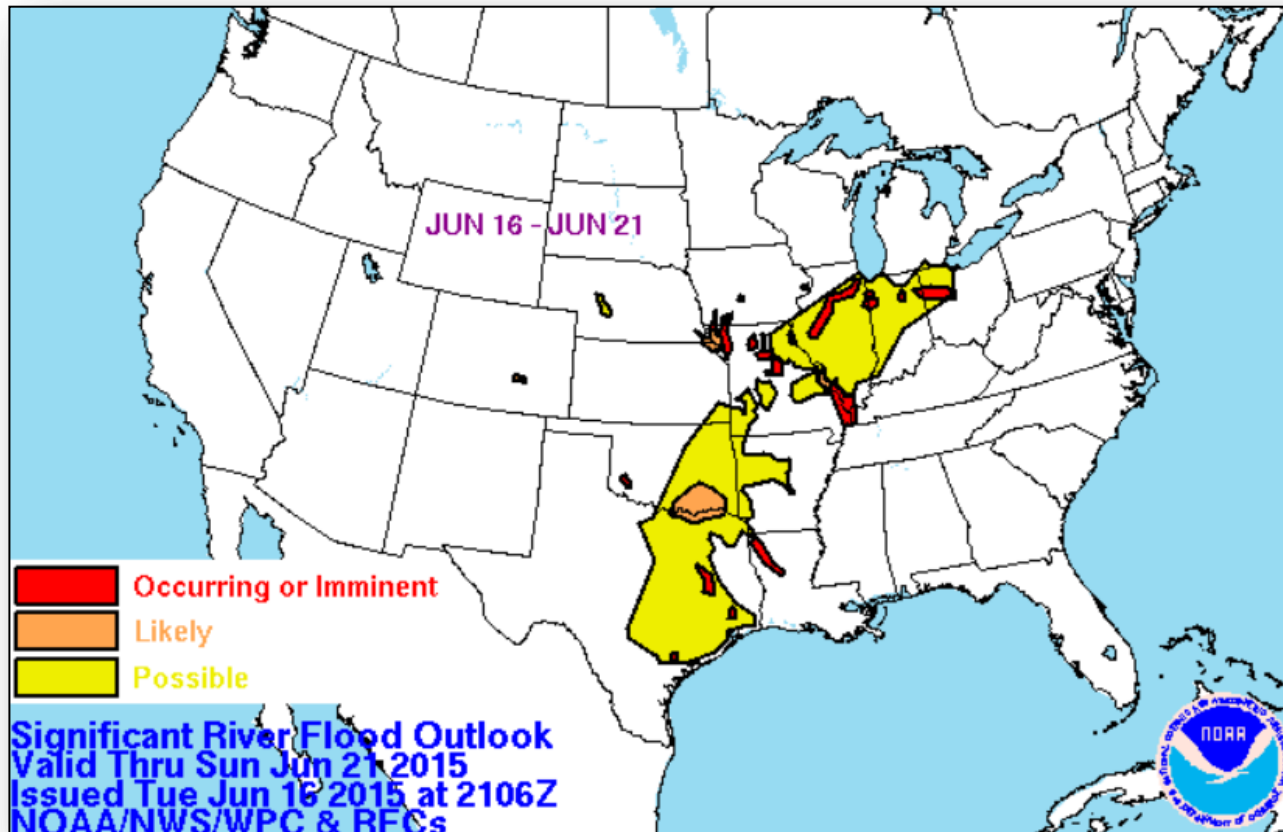 JUN 16 - JUN 21
Occurring or Imminent
Likely
Possible
Significant River Flood Outlook
Valid Thru Sun Jun 21 2015
Issued Tue Jun 16 2015 at 2106Z
NOAA/NWS/WPC & RFCs
NOAA